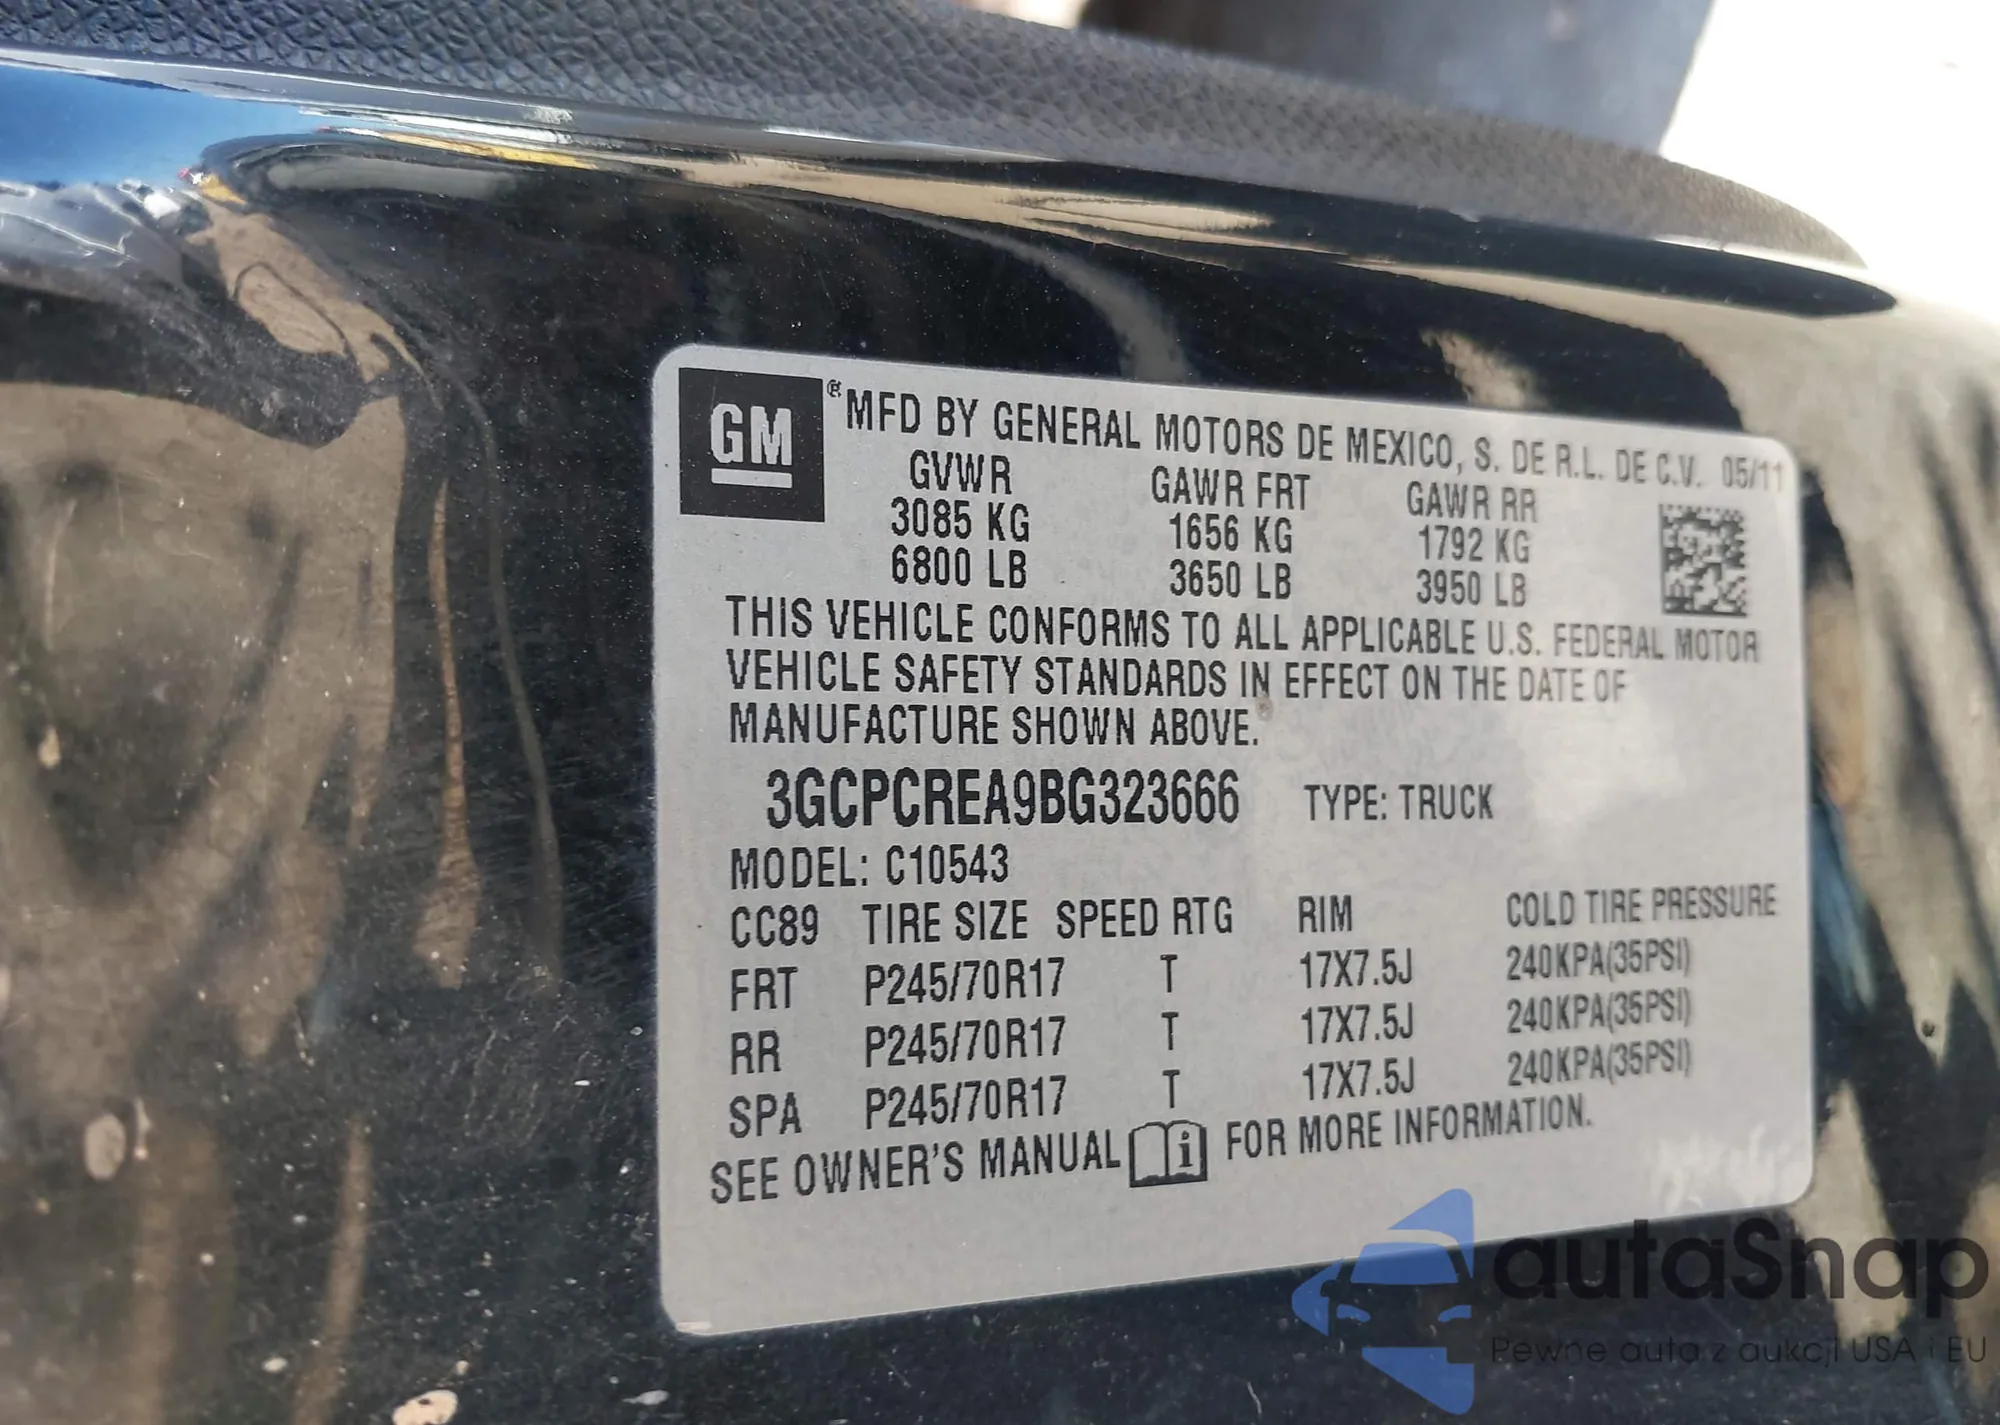 GM ® MFD BY GENERAL MOTORS DE MEXICO, S. DE R.L. DE C.V. 05/11
GVWR GAWR FRT GAWR RR
3085 KG 1656 KG 1792 KG
6800 LB 3650 LB 3950 LB
THIS VEHICLE CONFORMS TO ALL APPLICABLE U.S. FEDERAL MOTOR
VEHICLE SAFETY STANDARDS IN EFFECT ON THE DATE OF
MANUFACTURE SHOWN ABOVE.
3GCPCREA9BG323666 TYPE: TRUCK
MODEL: C10543
CC89 TIRE SIZE SPEED RTG RIM COLD TIRE PRESSURE
FRT P245/70R17 T 17X7.5J 240KPA(35PSI)
RR P245/70R17 T 17X7.5J 240KPA(35PSI)
SPA P245/70R17 T 17X7.5J 240KPA(35PSI)
SEE OWNER'S MANUAL i FOR MORE INFORMATION.
autaSnap
Pewne auta z aukcji USA i EU